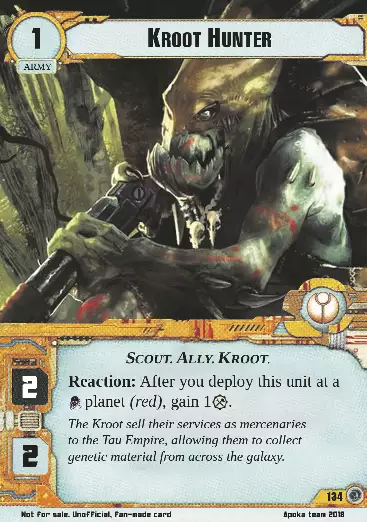 1
KROOT HUNTER
ARMY
SCOUT. ALLY. KROOT.
2
Reaction: After you deploy this unit at a
planet (red), gain 1.
The Kroot sell their services as mercenaries
to the Tau Empire, allowing them to collect
genetic material from across the galaxy.
2
134
Not for sale. Unofficial, Fan-made card
Apoka team 2018